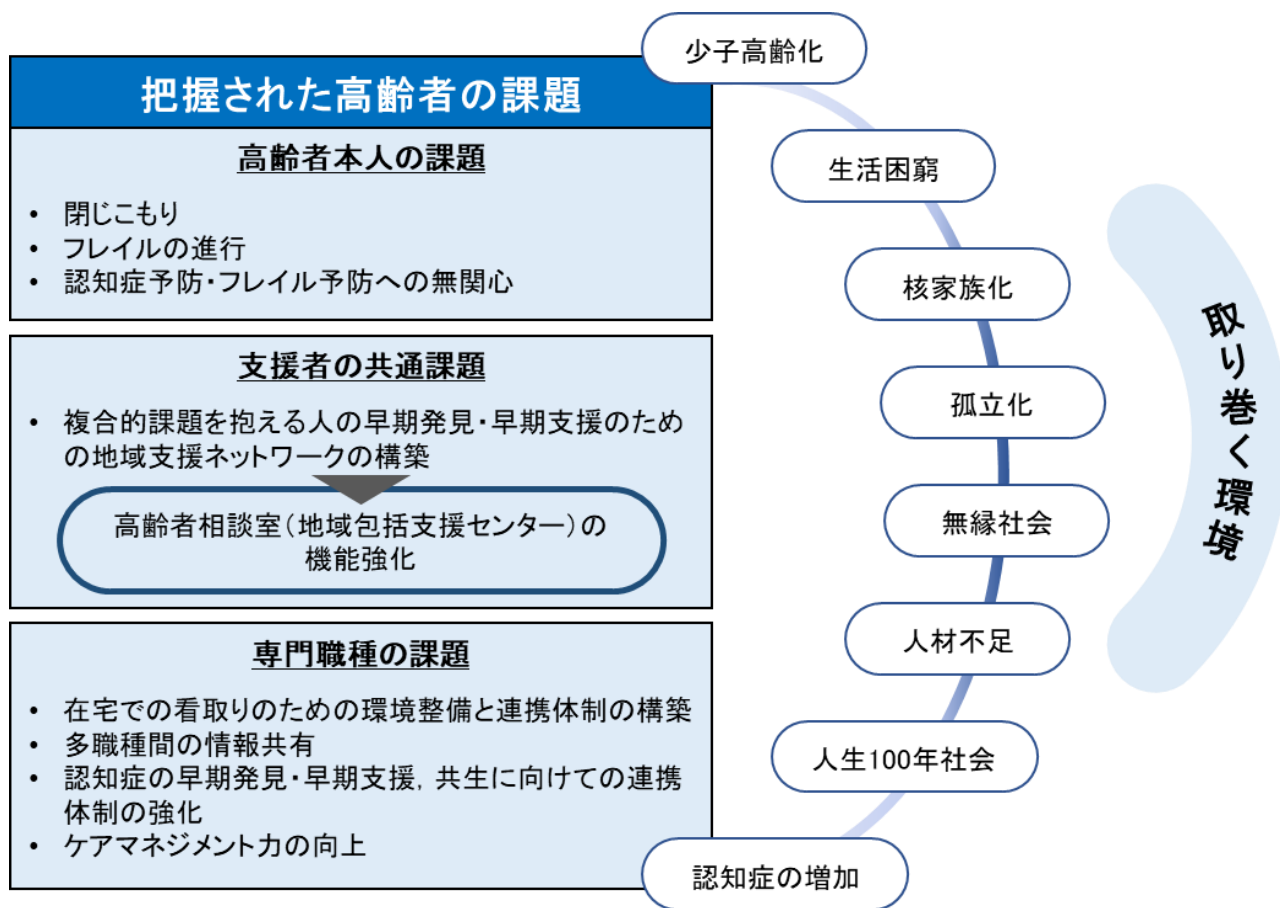 把握された高齢者の課題
高齢者本人の課題
• 閉じこもり
• フレイルの進行
• 認知症予防・フレイル予防への無関心
支援者の共通課題
• 複合的課題を抱える人の早期発見・早期支援のため
の地域支援ネットワークの構築
高齢者相談室（地域包括支援センター）の
機能強化
専門職種の課題
• 在宅での看取りのための環境整備と連携体制の構築
• 多職種間の情報共有
• 認知症の早期発見・早期支援，共生に向けての連携
体制の強化
• ケアマネジメント力の向上
少子高齢化
生活困窮
核家族化
孤立化
無縁社会
人材不足
人生100年社会
認知症の増加
取り巻く環境